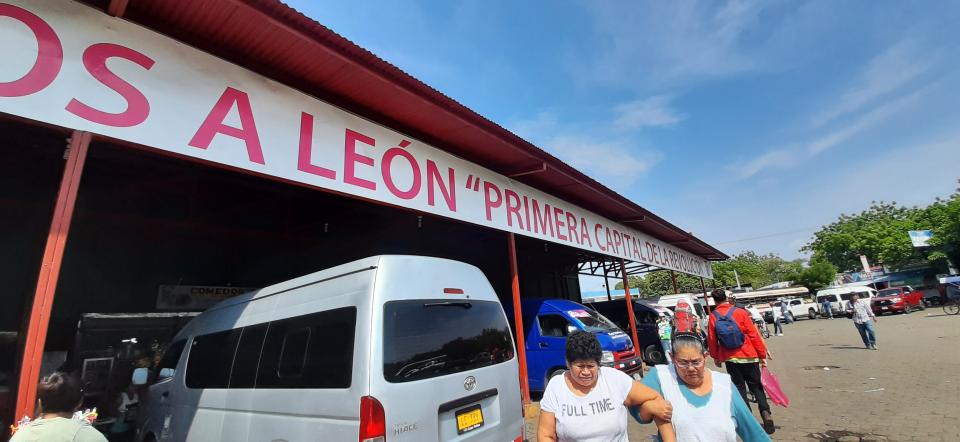 OS A LEÓN “PRIMERA CAPITAL DE LA REVOLUCIÓN
COMEDOR
HIACE
FULL TIME